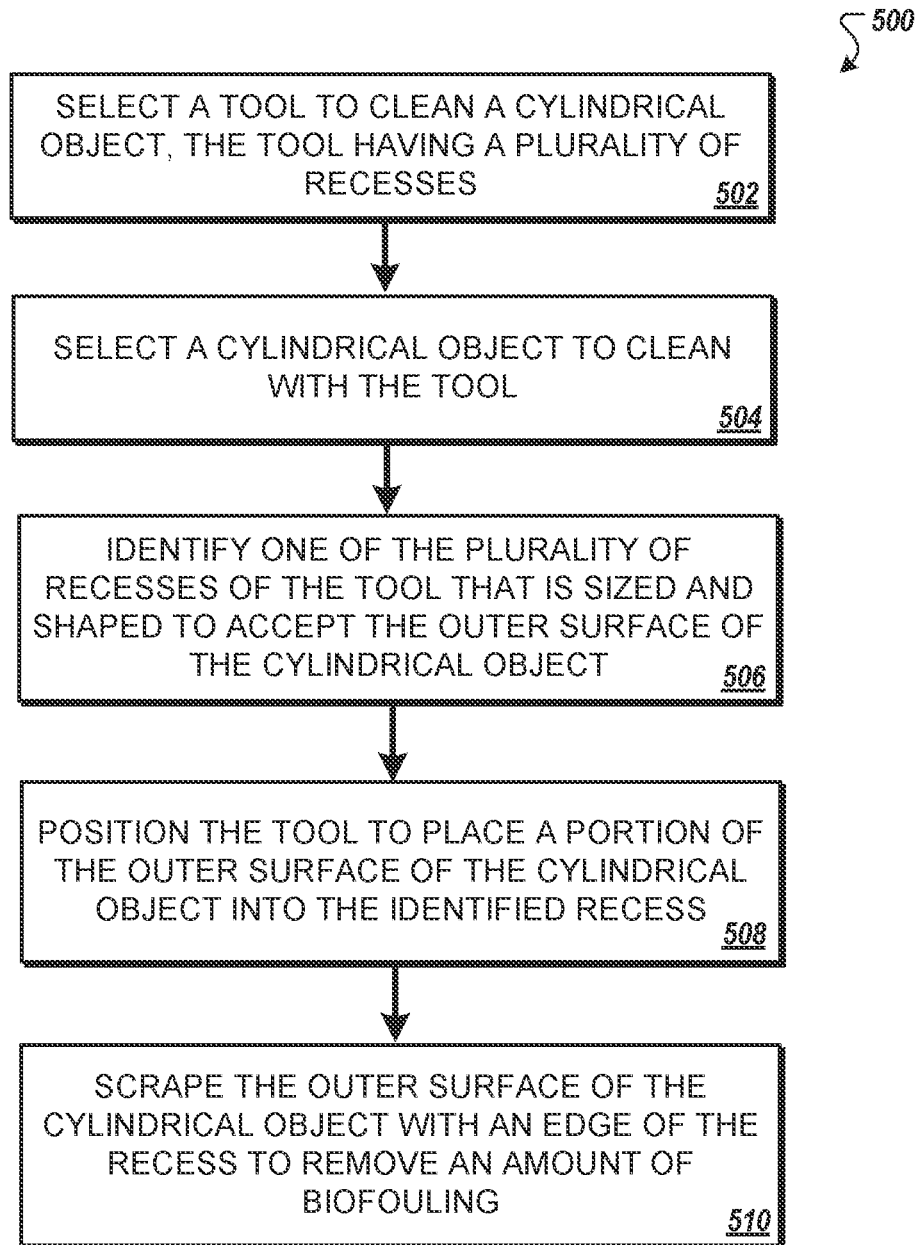 500
SELECT A TOOL TO CLEAN A CYLINDRICAL
OBJECT, THE TOOL HAVING A PLURALITY OF
RECESSES
502
SELECT A CYLINDRICAL OBJECT TO CLEAN
WITH THE TOOL
504
IDENTIFY ONE OF THE PLURALITY OF
RECESSES OF THE TOOL THAT IS SIZED AND
SHAPED TO ACCEPT THE OUTER SURFACE OF
THE CYLINDRICAL OBJECT
506
POSITION THE TOOL TO PLACE A PORTION OF
THE OUTER SURFACE OF THE CYLINDRICAL
OBJECT INTO THE IDENTIFIED RECESS
508
SCRAPE THE OUTER SURFACE OF THE
CYLINDRICAL OBJECT WITH AN EDGE OF THE
RECESS TO REMOVE AN AMOUNT OF
BIOFOULING
510